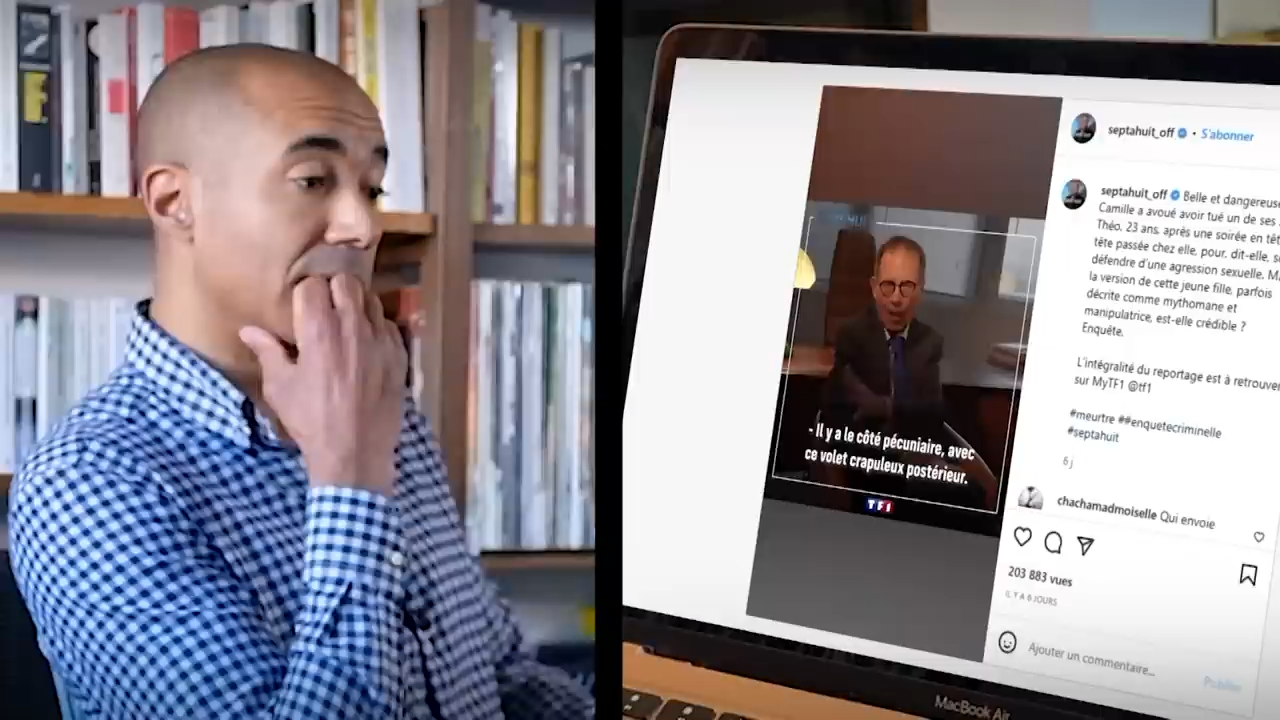 septahuit_off • S'abonner
septahuit_off Belle et dangereuse
Camille a avoué avoir tué un de ses
Théo, 23 ans, après une soirée en têt
tête passée chez elle, pour, dit-elle, s
défendre d'une agression sexuelle. M
la version de cette jeune fille, parfois
décrite comme mythomane et
manipulatrice, est-elle crédible ?
Enquête.
L'intégralité du reportage est à retrouver
sur MyTF1 @tf1
#meurtre ##enquetecriminelle
#septahuit
6 j
chachamadmoiselle Qui envoie
203 883 vues
IL Y A 6 JOURS
Ajouter un commentaire...
Publier
- Il y a le côté pécuniaire, avec
ce volet crapuleux postérieur.
TF1
MacBook Air